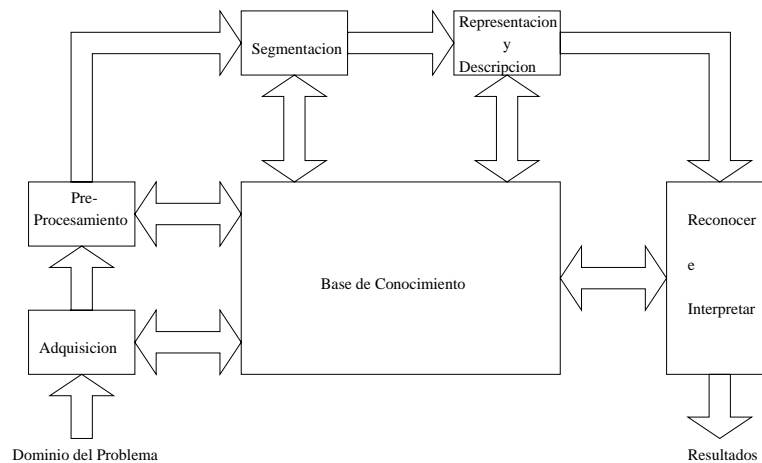 Segmentacion
Representacion
y
Descripcion
Pre-
Procesamiento
Reconocer
e
Interpretar
Base de Conocimiento
Adquisicion
Dominio del Problema
Resultados